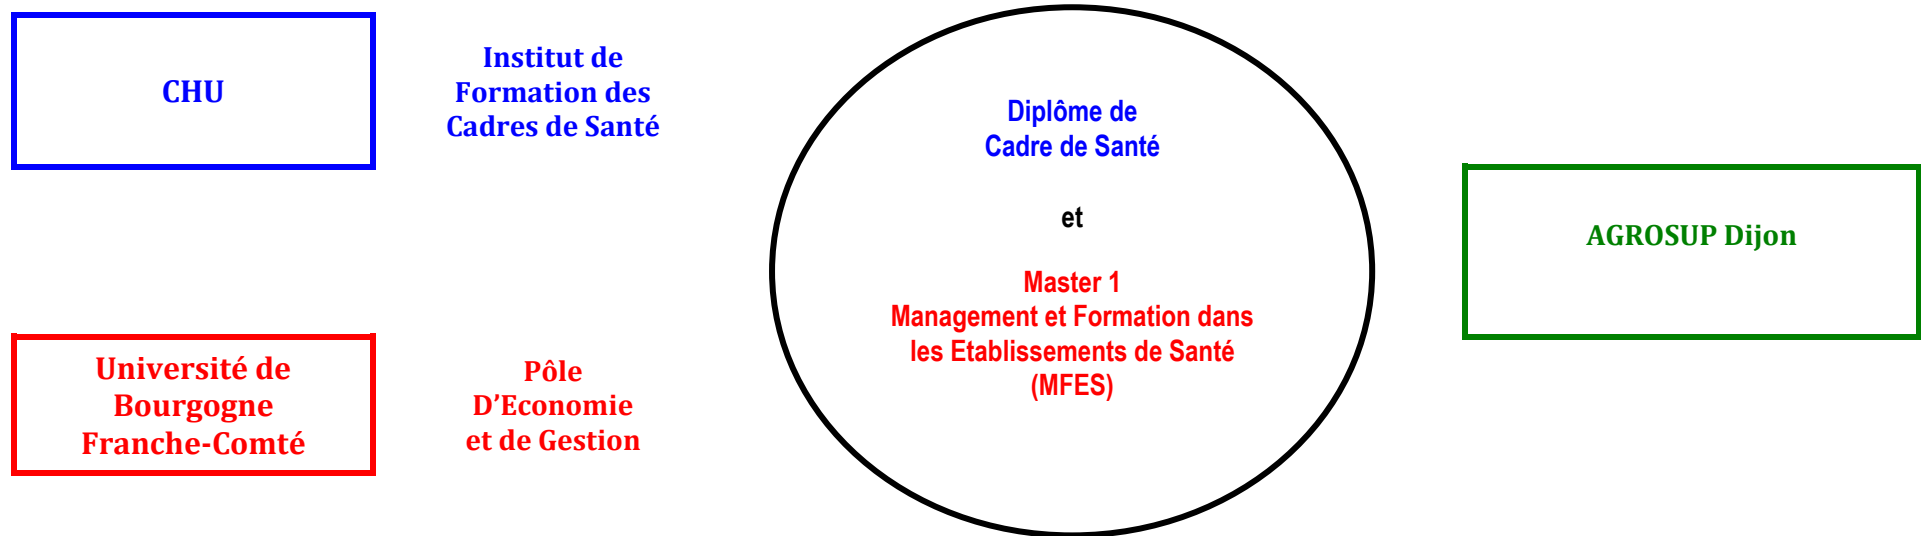 CHU
Institut de
Formation des
Cadres de Santé
Diplôme de
Cadre de Santé
et
Master 1
Management et Formation dans
les Etablissements de Santé
(MFES)
AGROSUP Dijon
Université de
Bourgogne
Franche-Comté
Pôle
D’Economie
et de Gestion